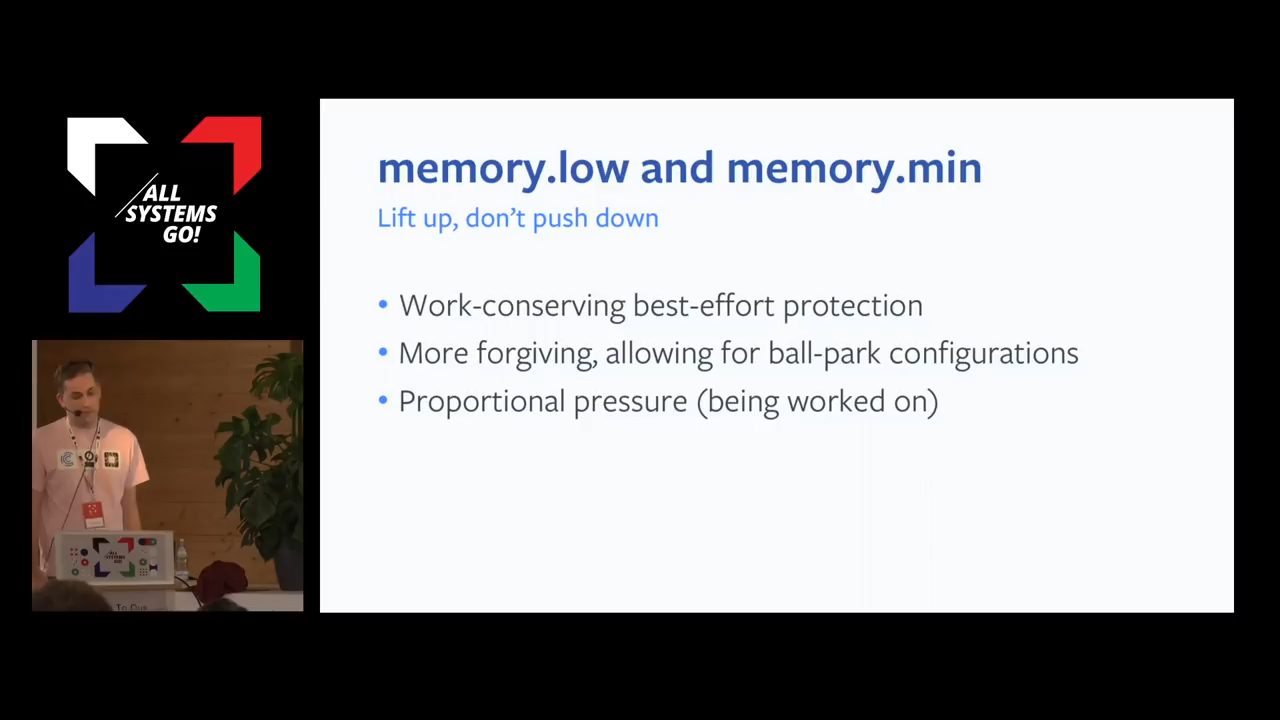 /ALL
SYSTEMS
GO!
memory.low and memory.min
Lift up, don't push down
• Work-conserving best-effort protection
• More forgiving, allowing for ball-park configurations
• Proportional pressure (being worked on)